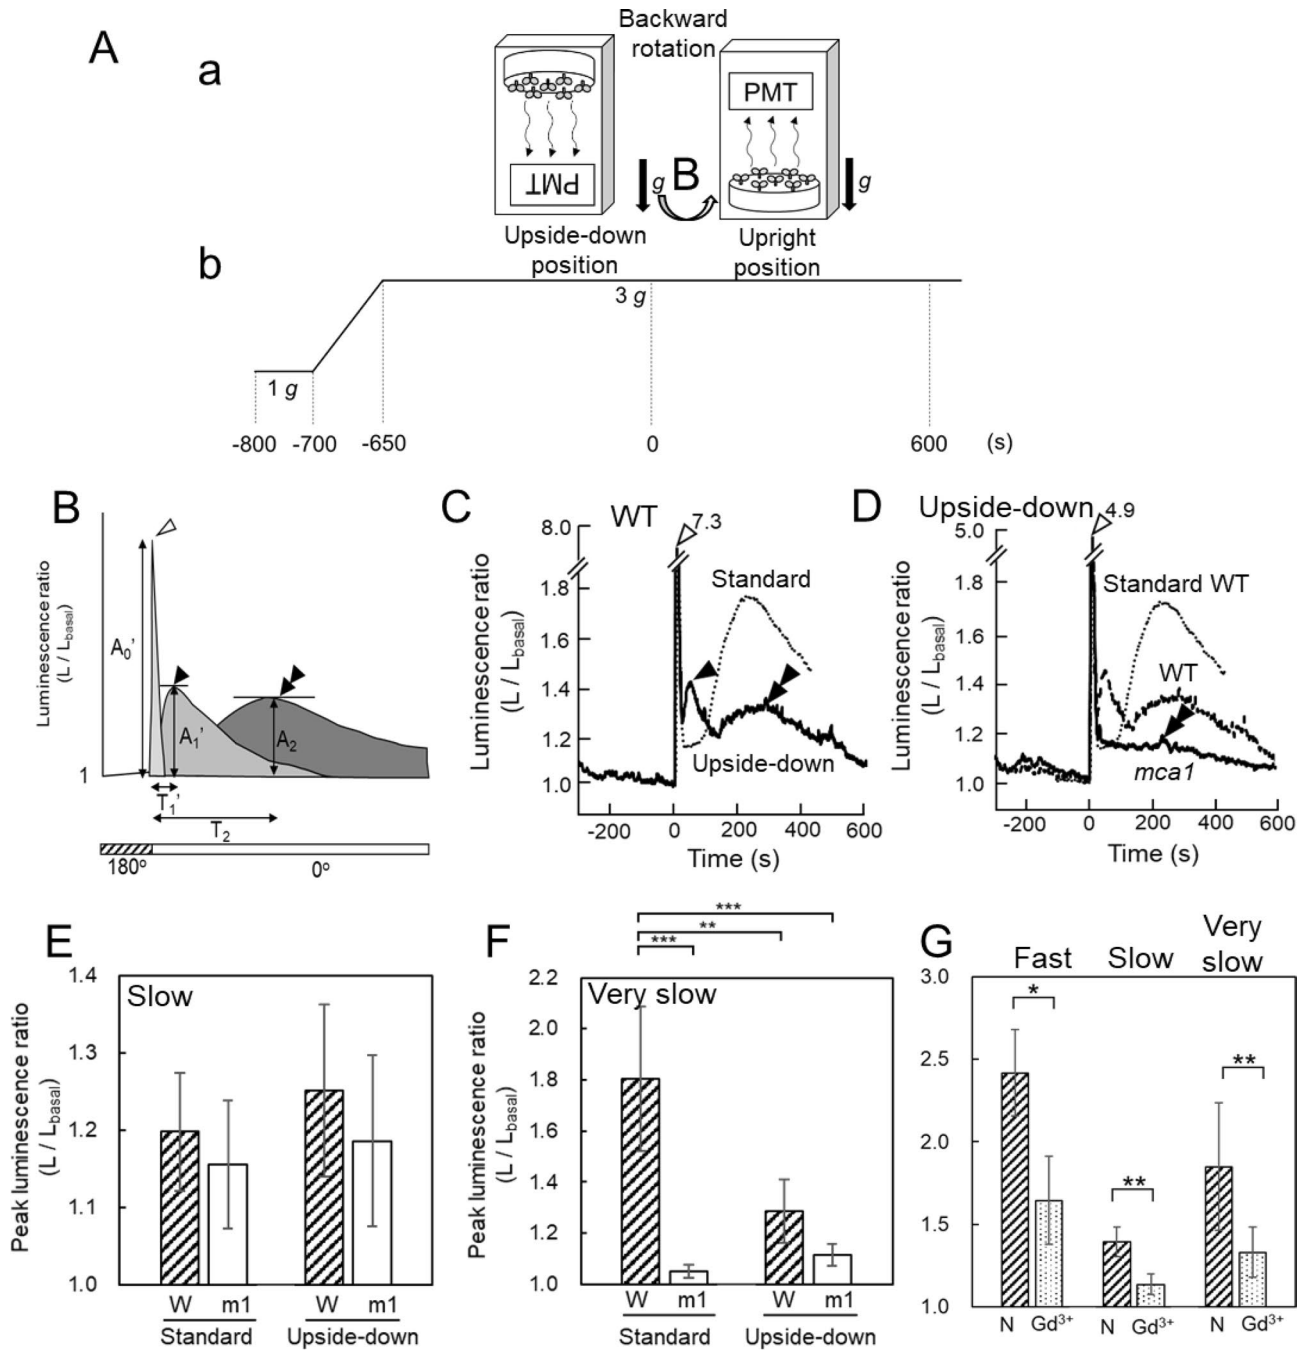 A
a
Backward
rotation
PMT
PMT
g
B
g
Upside-down
position
Upright
position
b
3 g
1 g
-800
-700
-650
0
600
(s)
B
Luminescence ratio
(L / Lbasal)
A0'
A1'
A2
1
T1'
T2
180º
0º
C
WT
7.3
8.0
1.8
1.6
1.4
1.2
1.0
Luminescence ratio
(L / Lbasal)
Standard
Upside-down
-200
0
200
400
600
Time (s)
D
Upside-down
4.9
5.0
1.8
1.6
1.4
1.2
1.0
Luminescence ratio
(L / Lbasal)
Standard WT
WT
mca1
-200
0
200
400
600
Time (s)
E
Slow
1.4
1.3
1.2
1.1
1.0
Peak luminescence ratio
(L / Lbasal)
W
m1
W
m1
Standard
Upside-down
F
***
**
***
Very slow
2.2
2.0
1.8
1.6
1.4
1.2
1.0
Peak luminescence ratio
(L / Lbasal)
W
m1
W
m1
Standard
Upside-down
G
Fast
Slow
Very
slow
3.0
2.5
2.0
1.5
1.0
*
**
**
N
Gd3+
N
Gd3+
N
Gd3+